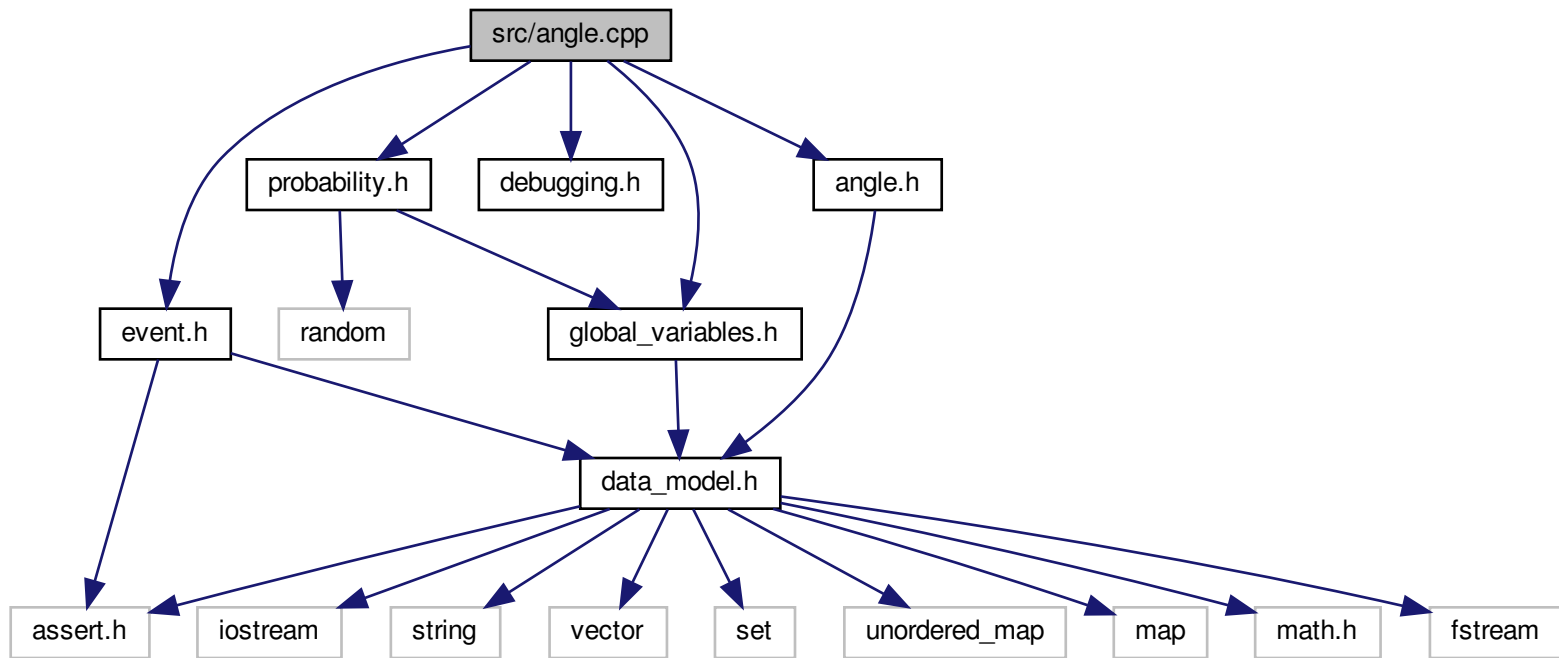 src/angle.cpp
probability.h
debugging.h
angle.h
event.h
random
global_variables.h
data_model.h
assert.h
iostream
string
vector
set
unordered_map
map
math.h
fstream